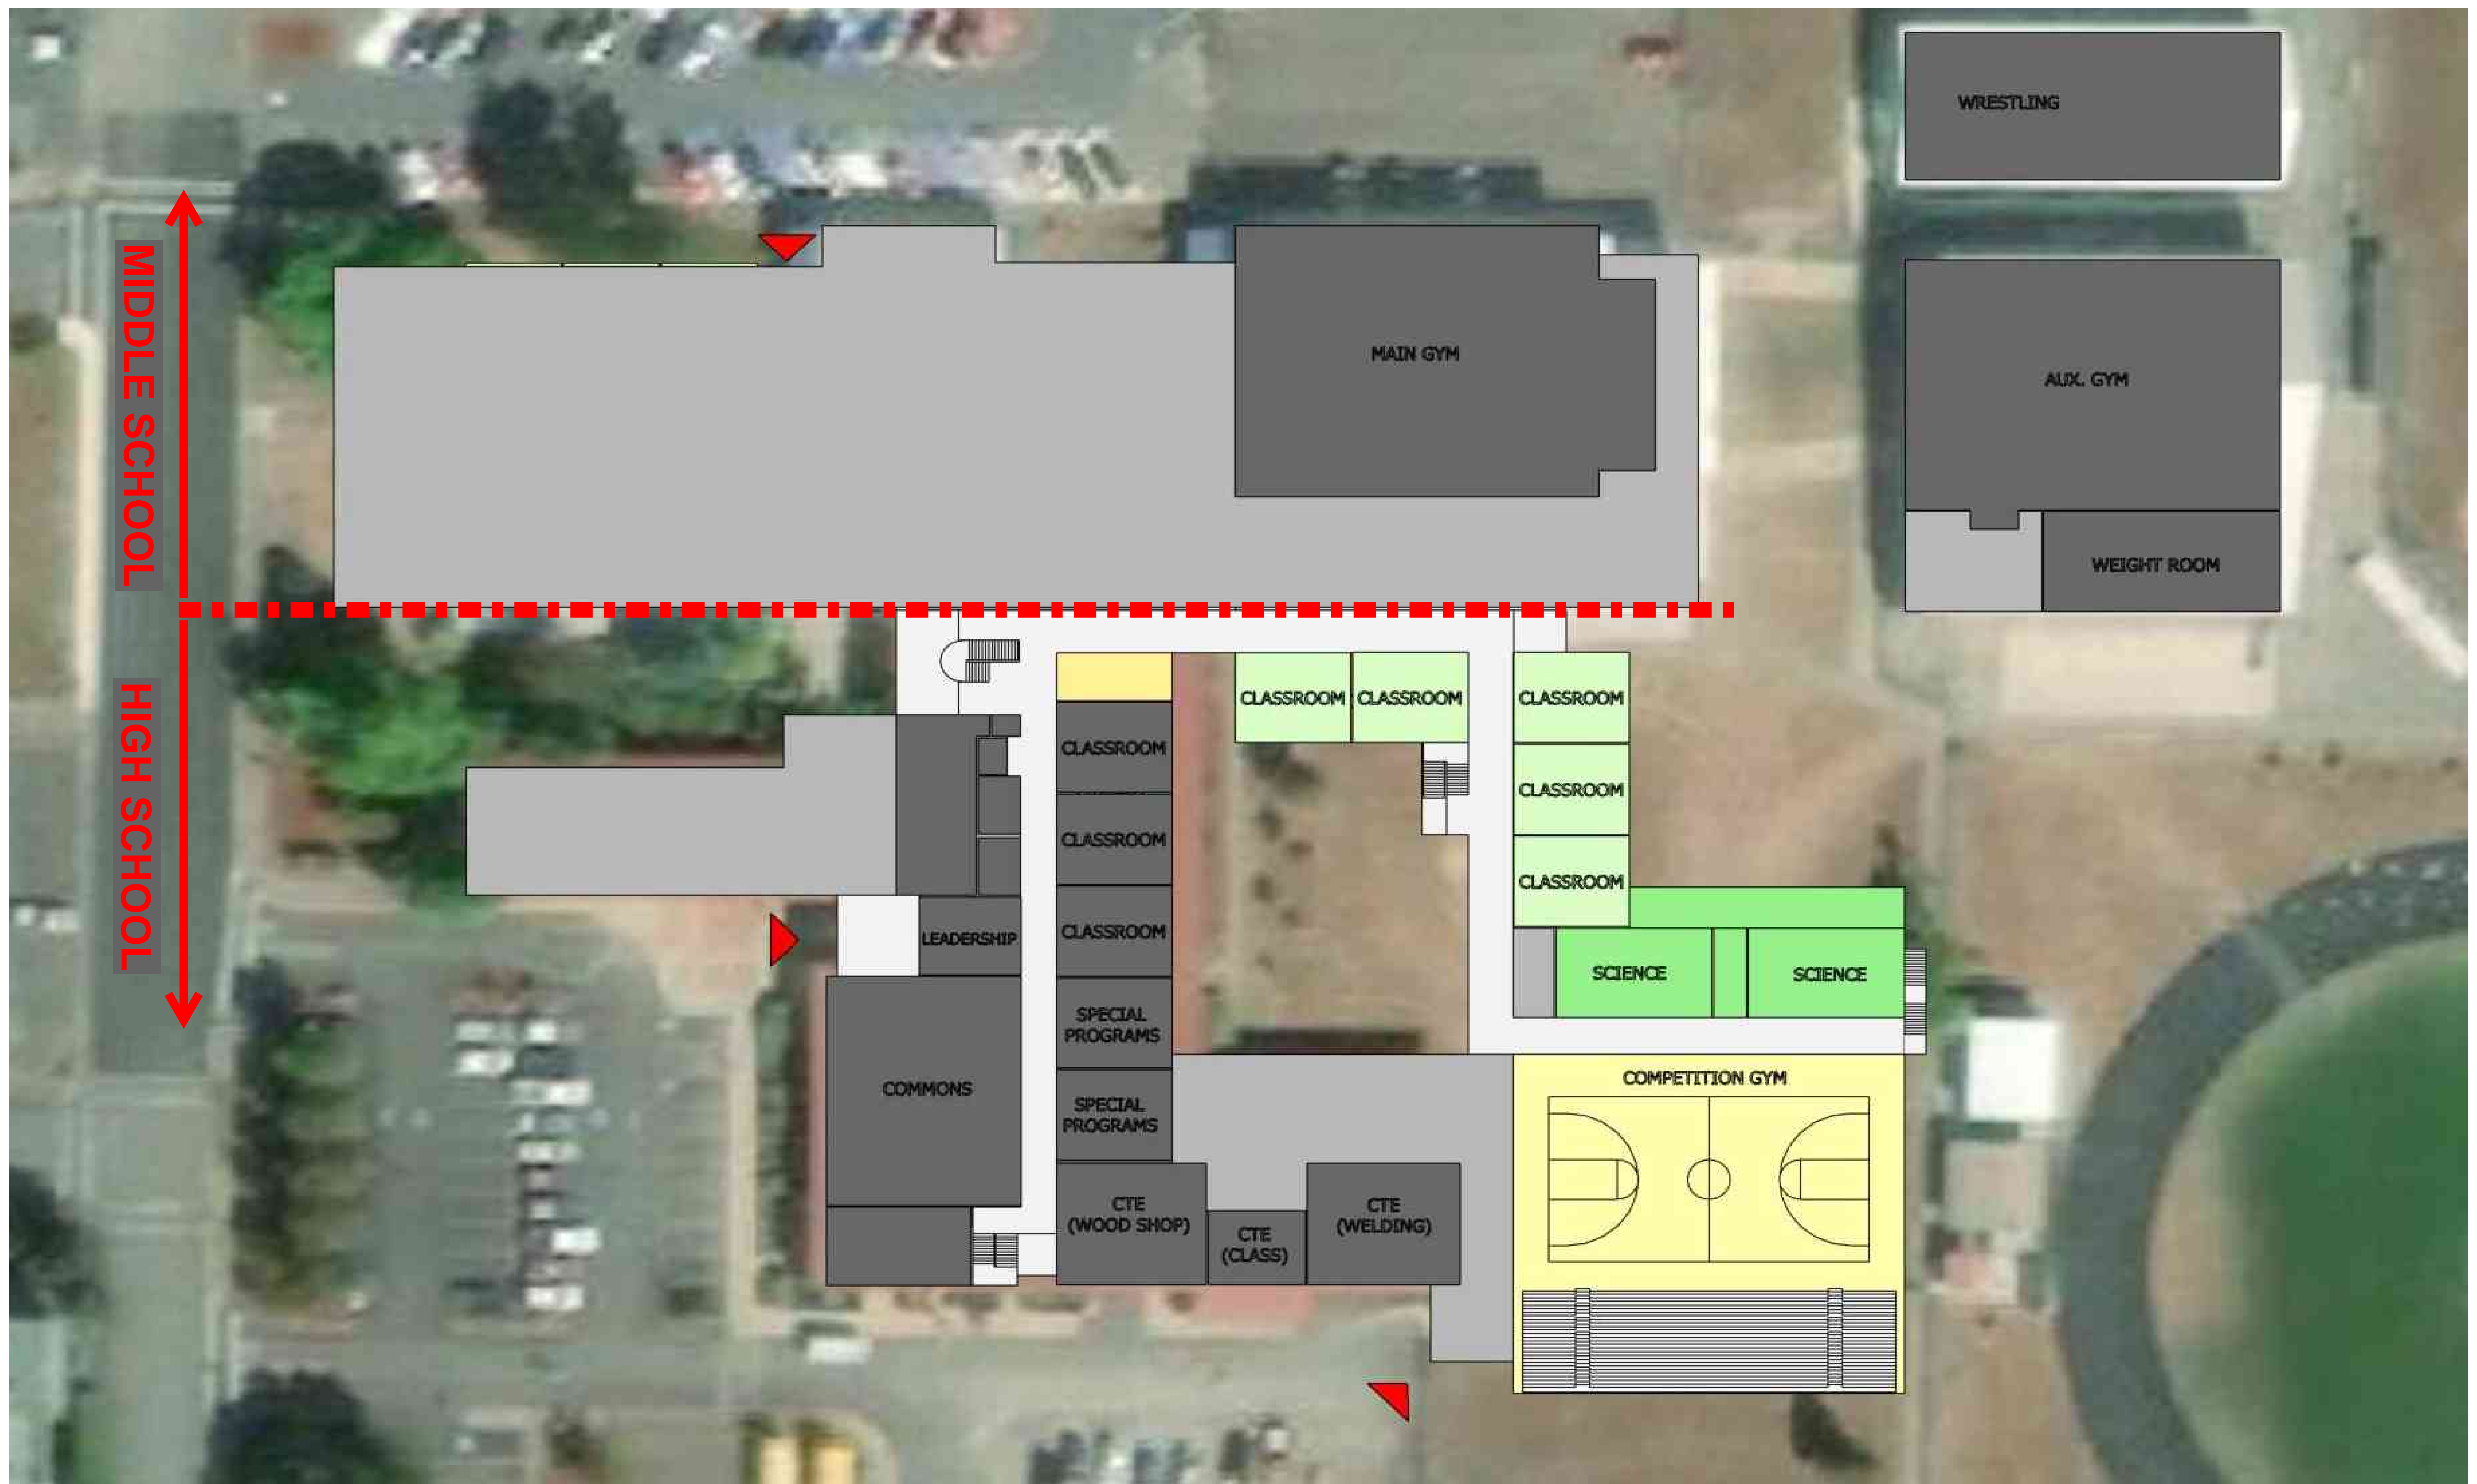 WRESTLING
MIDDLE SCHOOL
MAIN GYM
AUX. GYM
WEIGHT ROOM
HIGH SCHOOL
CLASSROOM
CLASSROOM
CLASSROOM
CLASSROOM
CLASSROOM
CLASSROOM
CLASSROOM
CLASSROOM
LEADERSHIP
SCIENCE
SCIENCE
SPECIAL
PROGRAMS
COMMONS
SPECIAL
PROGRAMS
COMPETITION GYM
CTE
(WOOD SHOP)
CTE
(CLASS)
CTE
(WELDING)